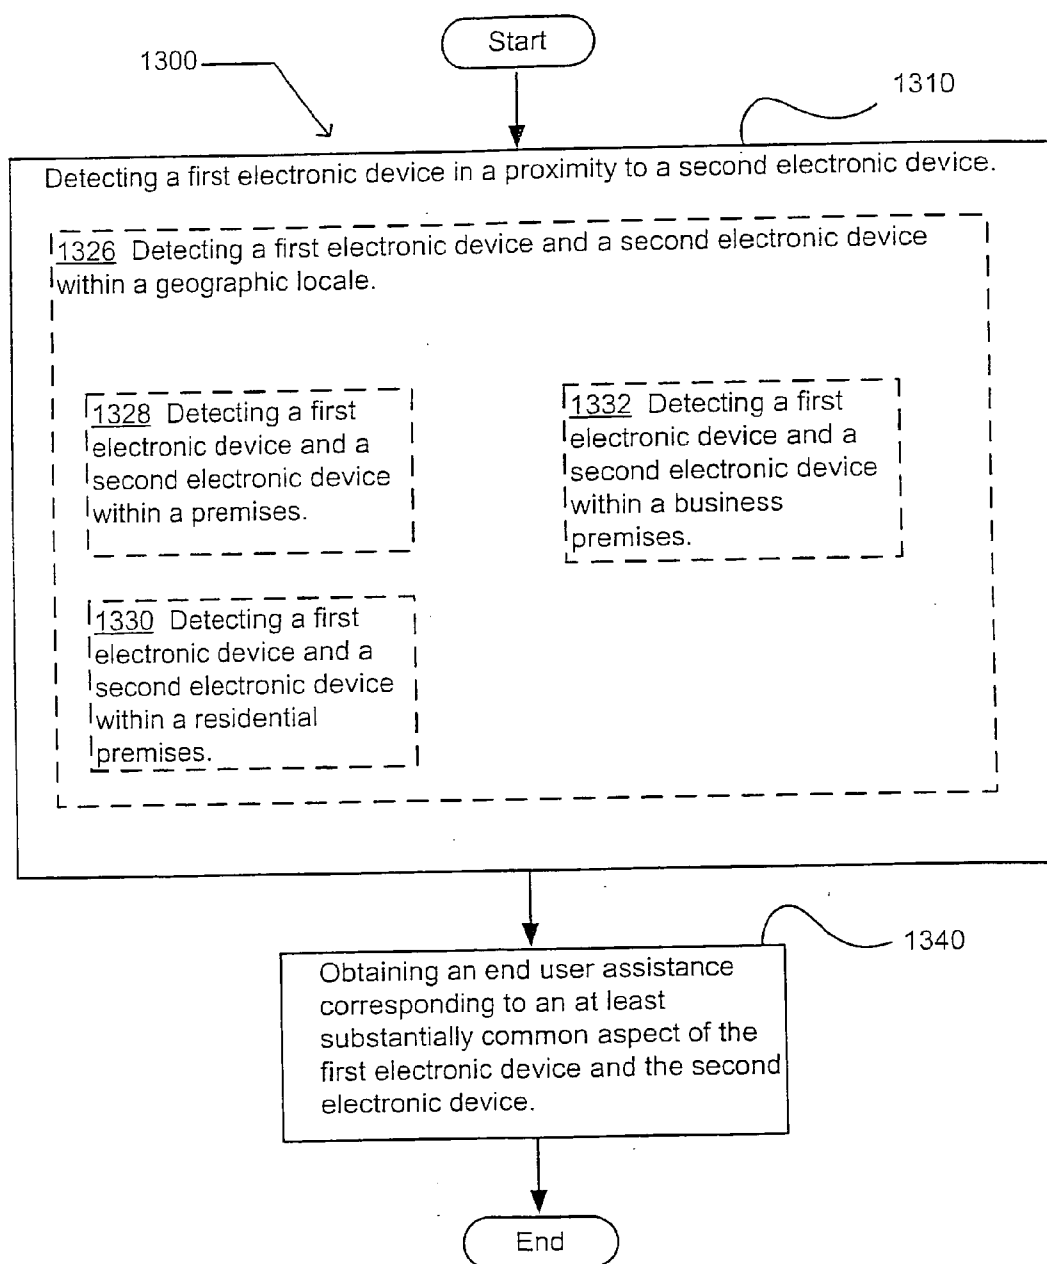 Start
1300
1310
Detecting a first electronic device in a proximity to a second electronic device.
1326 Detecting a first electronic device and a second electronic device
within a geographic locale.
1328 Detecting a first
electronic device and a
second electronic device
within a premises.
1332 Detecting a first
electronic device and a
second electronic device
within a business
premises.
1330 Detecting a first
electronic device and a
second electronic device
within a residential
premises.
1340
Obtaining an end user assistance
corresponding to an at least
substantially common aspect of the
first electronic device and the second
electronic device.
End